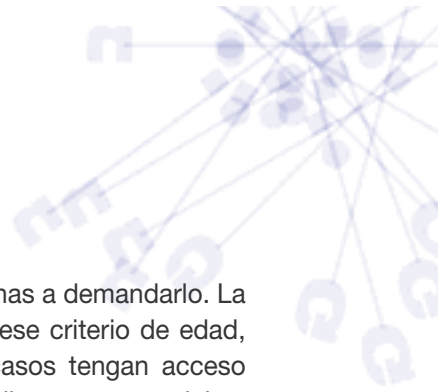 nas a demandarlo. La
ese criterio de edad,
casos tengan acceso